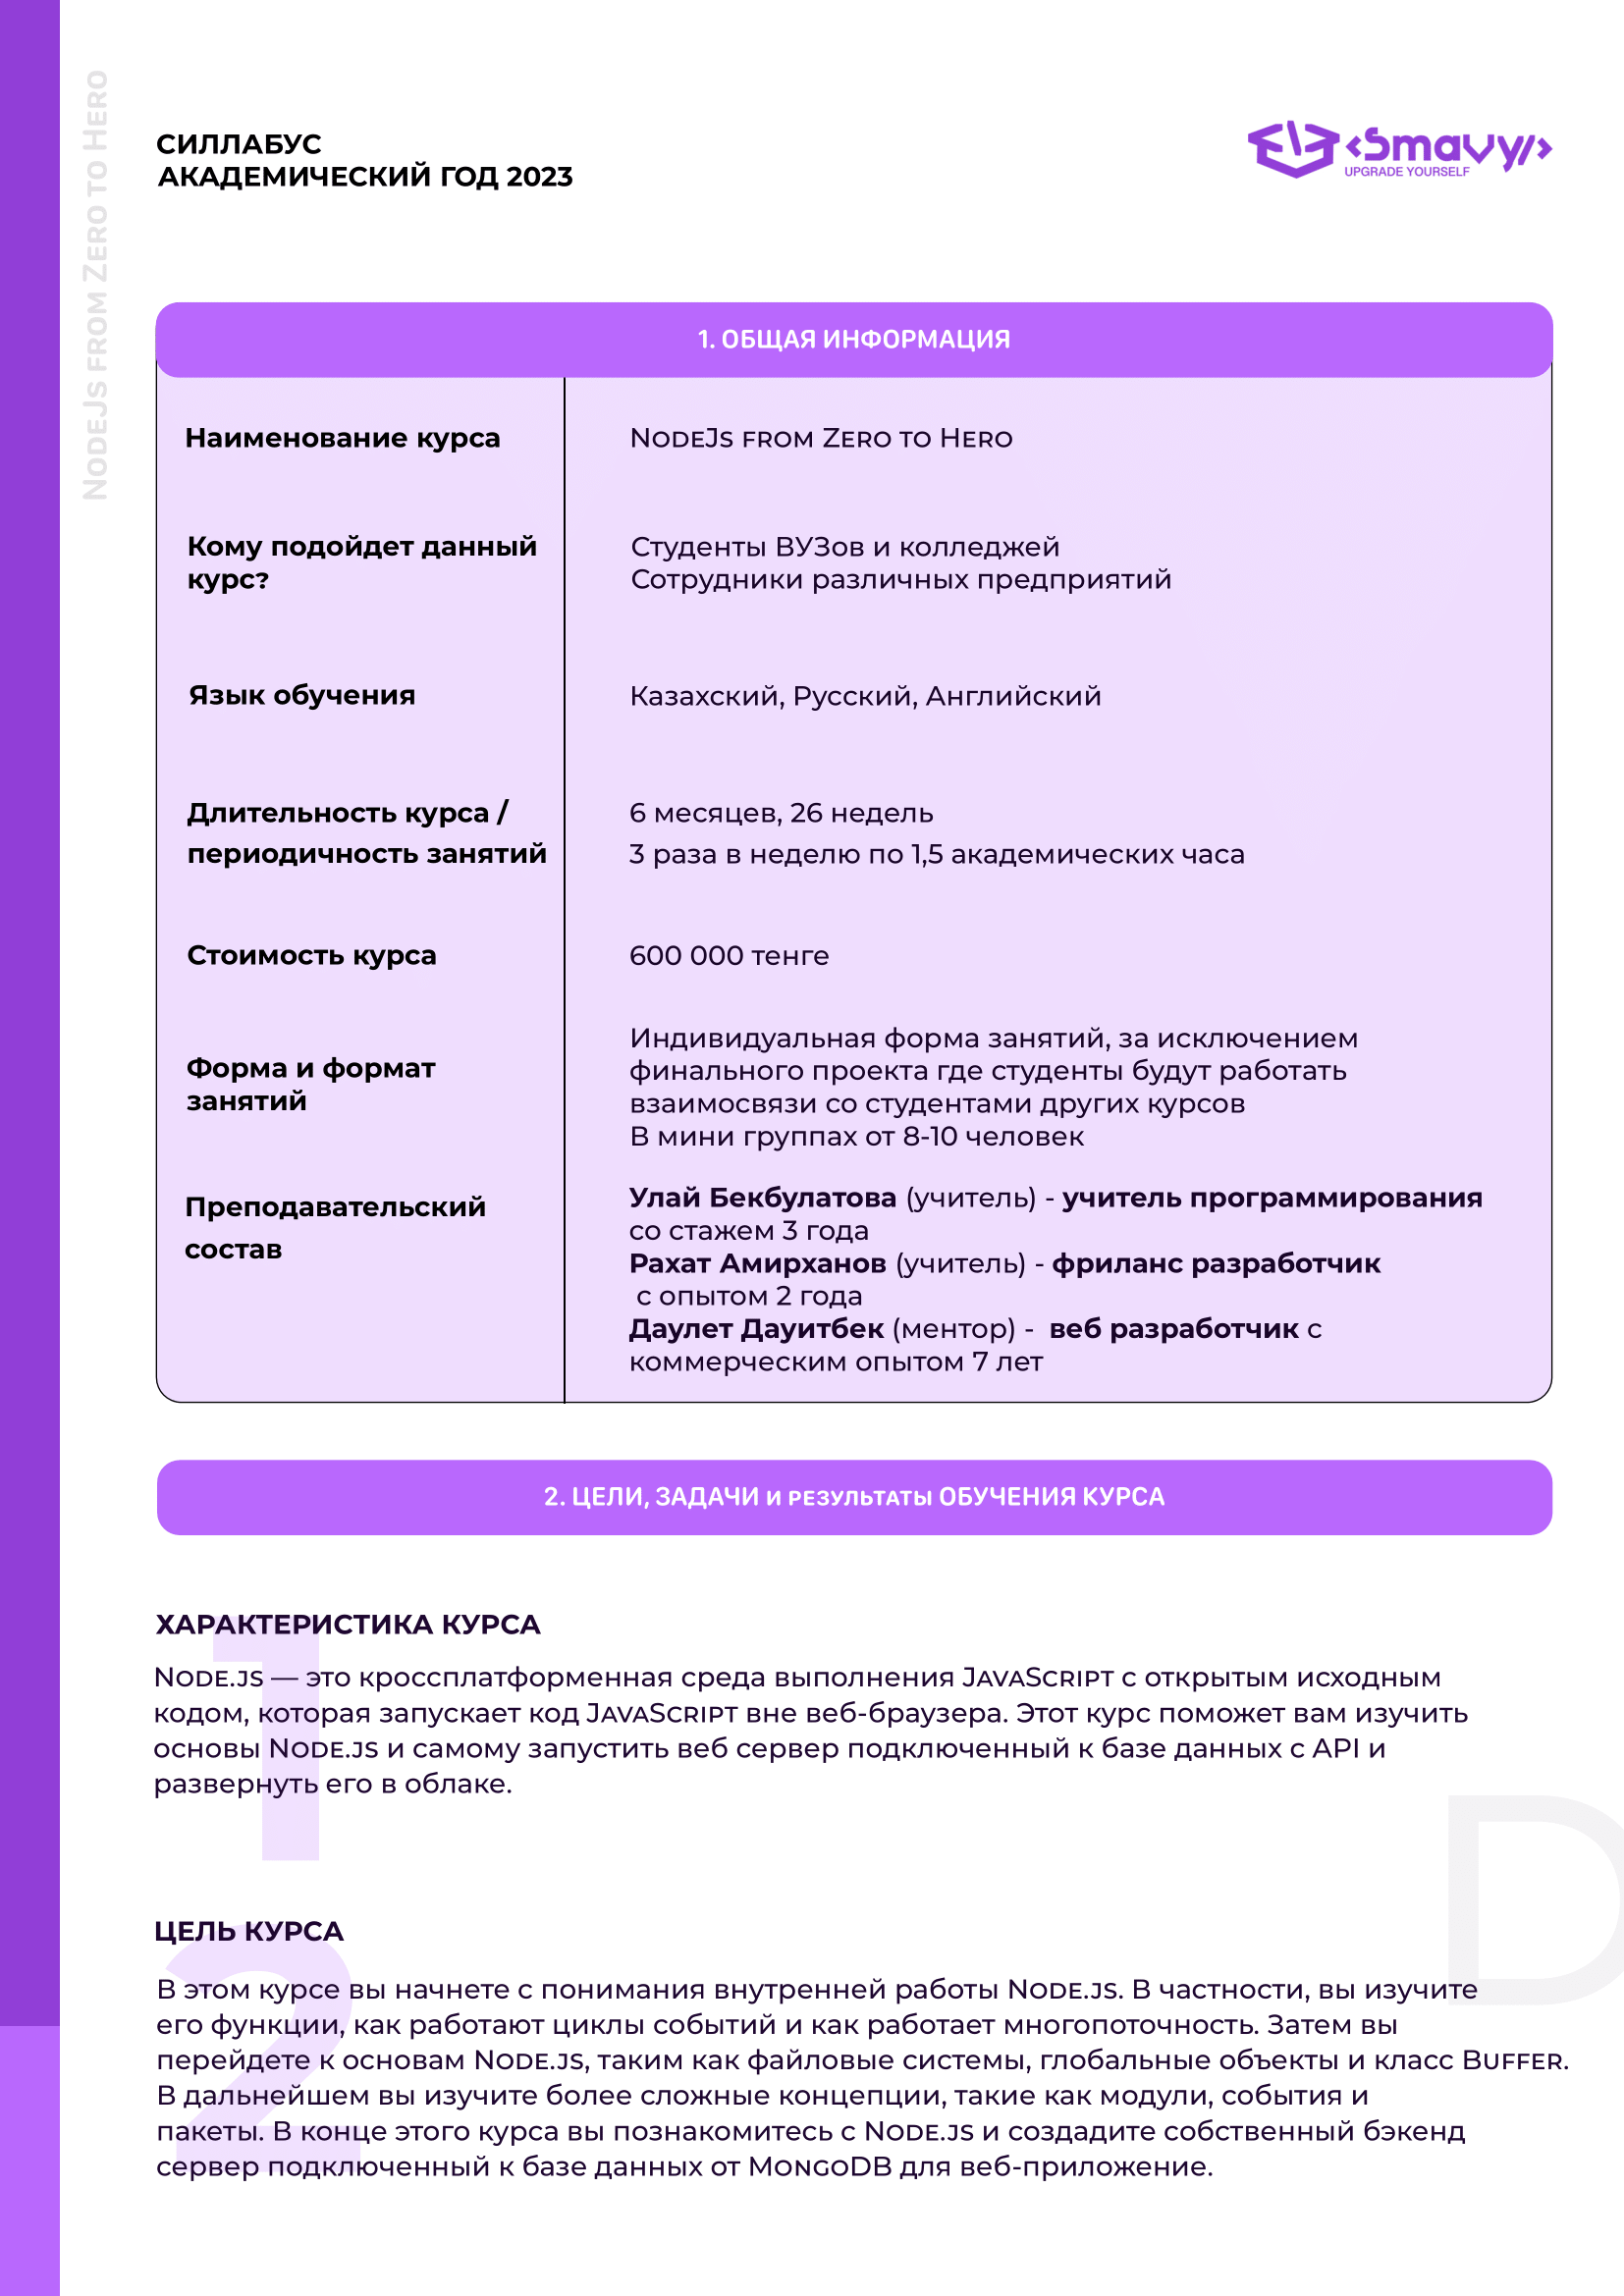 NodeJs from Zero to Hero
СИЛЛАБУС
АКАДЕМИЧЕСКИЙ ГОД 2023
<Smavy/>
UPGRADE YOURSELF
1. ОБЩАЯ ИНФОРМАЦИЯ
Наименование курса
NodeJs from Zero to Hero
Кому подойдет данный
курс?
Студенты ВУЗов и колледжей
Сотрудники различных предприятий
Язык обучения
Казахский, Русский, Английский
Длительность курса /
периодичность занятий
6 месяцев, 26 недель
3 раза в неделю по 1,5 академических часа
Стоимость курса
600 000 тенге
Форма и формат
занятий
Индивидуальная форма занятий, за исключением
финального проекта где студенты будут работать
взаимосвязи со студентами других курсов
В мини группах от 8-10 человек
Преподавательский
состав
Улай Бекбулатова (учитель) - учитель программирования
со стажем 3 года
Рахат Амирханов (учитель) - фриланс разработчик
с опытом 2 года
Даулет Дауитбек (ментор) - веб разработчик с
коммерческим опытом 7 лет
2. ЦЕЛИ, ЗАДАЧИ и результаты ОБУЧЕНИЯ КУРСА
1
ХАРАКТЕРИСТИКА КУРСА
Node.js — это кроссплатформенная среда выполнения JavaScript с открытым исходным
кодом, которая запускает код JavaScript вне веб-браузера. Этот курс поможет вам изучить
основы Node.js и самому запустить веб сервер подключенный к базе данных с API и
развернуть его в облаке.
D
2
ЦЕЛЬ КУРСА
В этом курсе вы начнете с понимания внутренней работы Node.js. В частности, вы изучите
его функции, как работают циклы событий и как работает многопоточность. Затем вы
перейдете к основам Node.js, таким как файловые системы, глобальные объекты и класс Buffer.
В дальнейшем вы изучите более сложные концепции, такие как модули, события и
пакеты. В конце этого курса вы познакомитесь с Node.js и создадите собственный бэкенд
сервер подключенный к базе данных от MongoDB для веб-приложение.